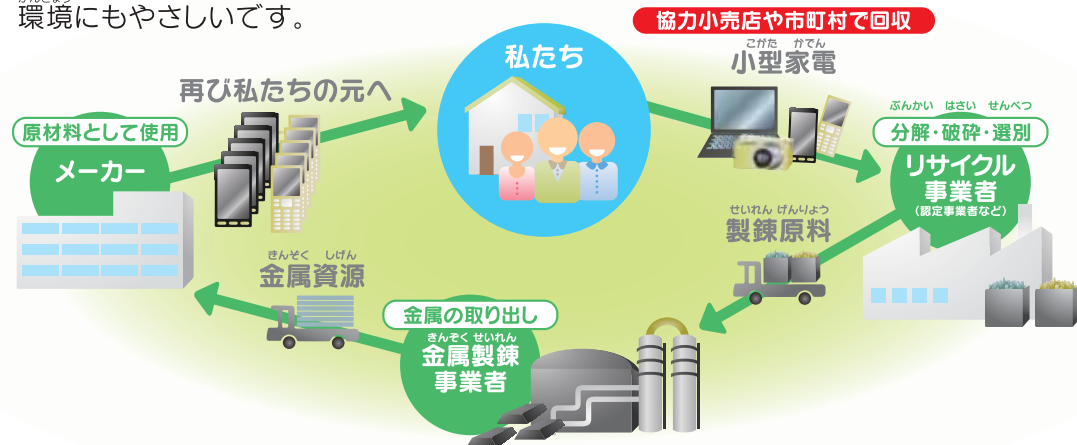 かんきょう
環境にもやさしいです。
協力小売店や市町村で回収
私たち
こがた かでん
小型家電
再び私たちの元へ
ぶんかい はさい せんべつ
分解・破砕・選別
原材料として使用
メーカー
リサイクル
事業者
(認定事業者など)
せいれん げんりょう
製錬原料
きんぞく しげん
金属資源
金属の取り出し
きんぞく せいれん
金属製錬
事業者